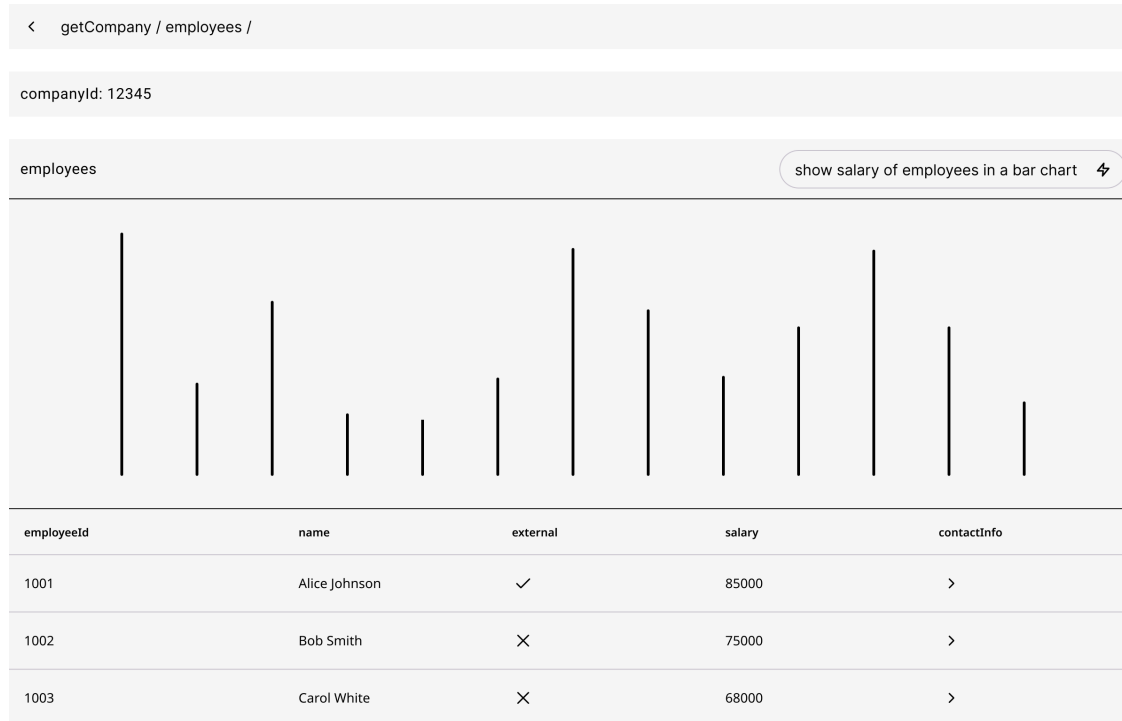 getCompany / employees /
companyId: 12345
employees
show salary of employees in a bar chart
employeeId name external salary contactInfo
1001 Alice Johnson 85000
1002 Bob Smith 75000
1003 Carol White 68000